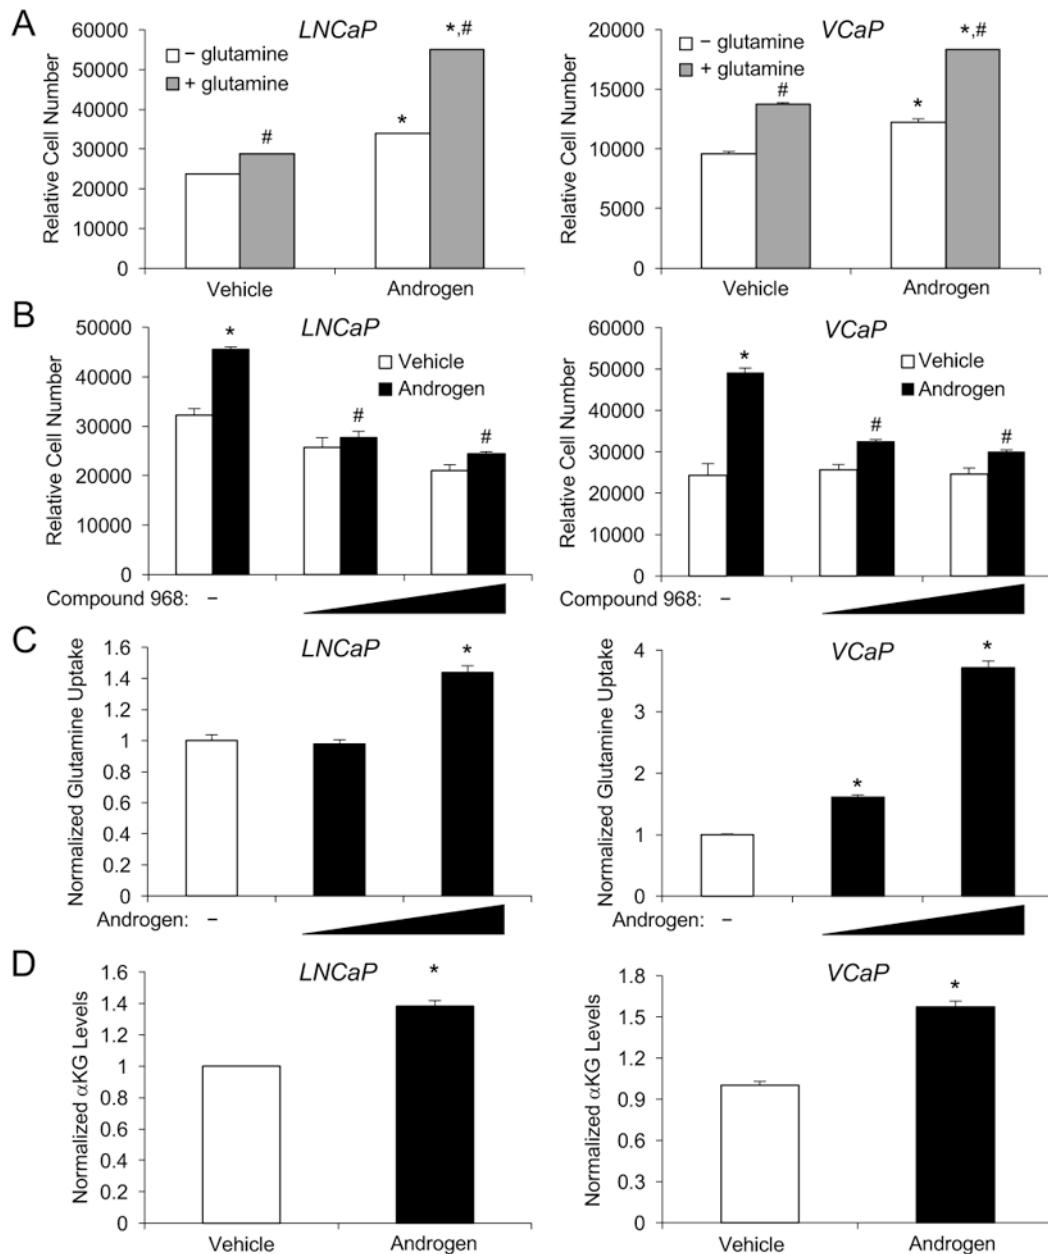 A
LNCaP
− glutamine
+ glutamine
Relative Cell Number
60000
50000
40000
30000
20000
10000
0
#
*
*,#
Vehicle
Androgen
VCaP
− glutamine
+ glutamine
Relative Cell Number
20000
15000
10000
5000
0
#
*
*,#
Vehicle
Androgen
B
LNCaP
Vehicle
Androgen
Relative Cell Number
50000
40000
30000
20000
10000
0
*
#
#
Compound 968: −
VCaP
Vehicle
Androgen
Relative Cell Number
60000
50000
40000
30000
20000
10000
0
*
#
#
Compound 968: −
C
LNCaP
Normalized Glutamine Uptake
1.6
1.4
1.2
1
0.8
0.6
0.4
0.2
0
*
Androgen: −
VCaP
Normalized Glutamine Uptake
4
3
2
1
0
*
*
Androgen: −
D
LNCaP
Normalized αKG Levels
1.6
1.4
1.2
1
0.8
0.6
0.4
0.2
0
*
Vehicle
Androgen
VCaP
Normalized αKG Levels
1.8
1.5
1.2
0.9
0.6
0.3
0
*
Vehicle
Androgen